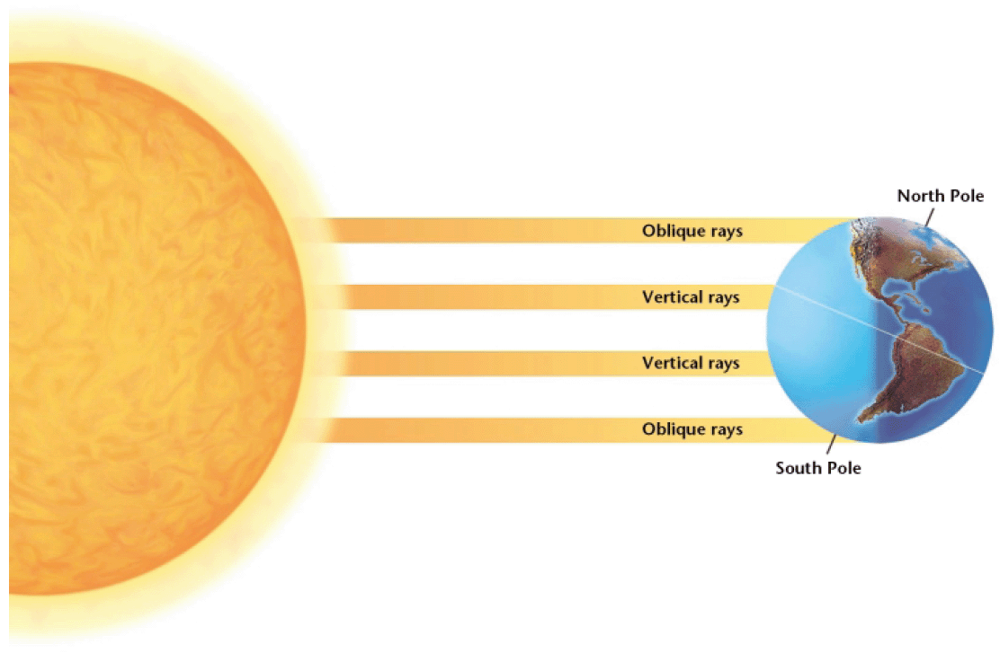 North Pole
Oblique rays
Vertical rays
Vertical rays
Oblique rays
South Pole